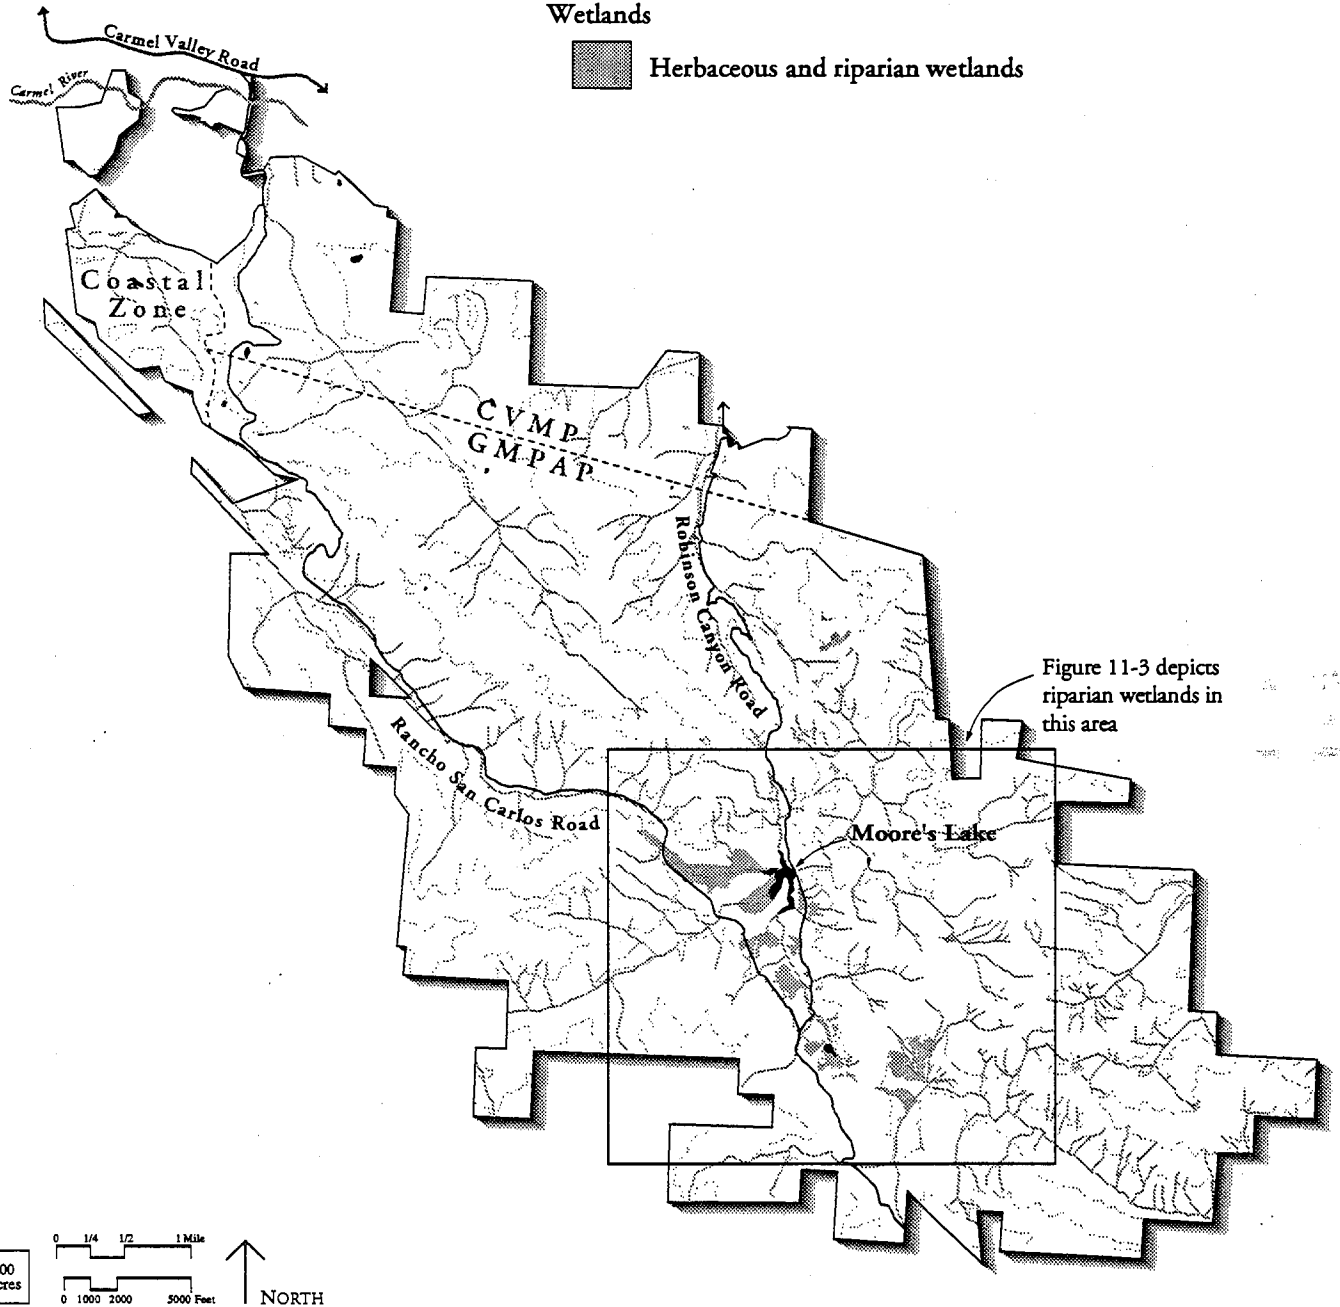 Wetlands
Herbaceous and riparian wetlands
Carmel Valley Road
Carmel River
Coastal
Zone
CVMP
GMPAP
Robinson Canyon Road
Figure 11-3 depicts
riparian wetlands in
this area
Rancho San Carlos Road
Moore's Lake
0 1/4 1/2 1 Mile
0 1000 2000 5000 Feet
NORTH